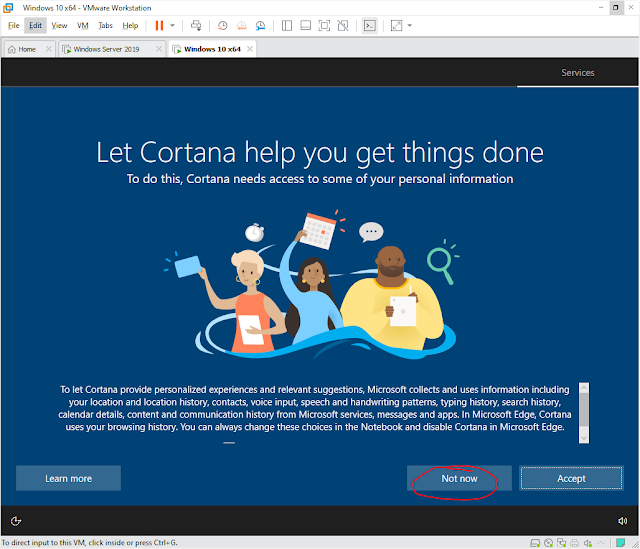 Windows 10 x64 - VMware Workstation
File Edit View VM Tabs Help
Home Windows Server 2019 Windows 10 x64
Services
Let Cortana help you get things done
To do this, Cortana needs access to some of your personal information
To let Cortana provide personalized experiences and relevant suggestions, Microsoft collects and uses information including
your location and location history, contacts, voice input, speech and handwriting patterns, typing history, search history,
calendar details, content and communication history from Microsoft services, messages and apps. In Microsoft Edge, Cortana
uses your browsing history. You can always change these choices in the Notebook and disable Cortana in Microsoft Edge.
Learn more Not now Accept
To direct input to this VM, click inside or press Ctrl+G.